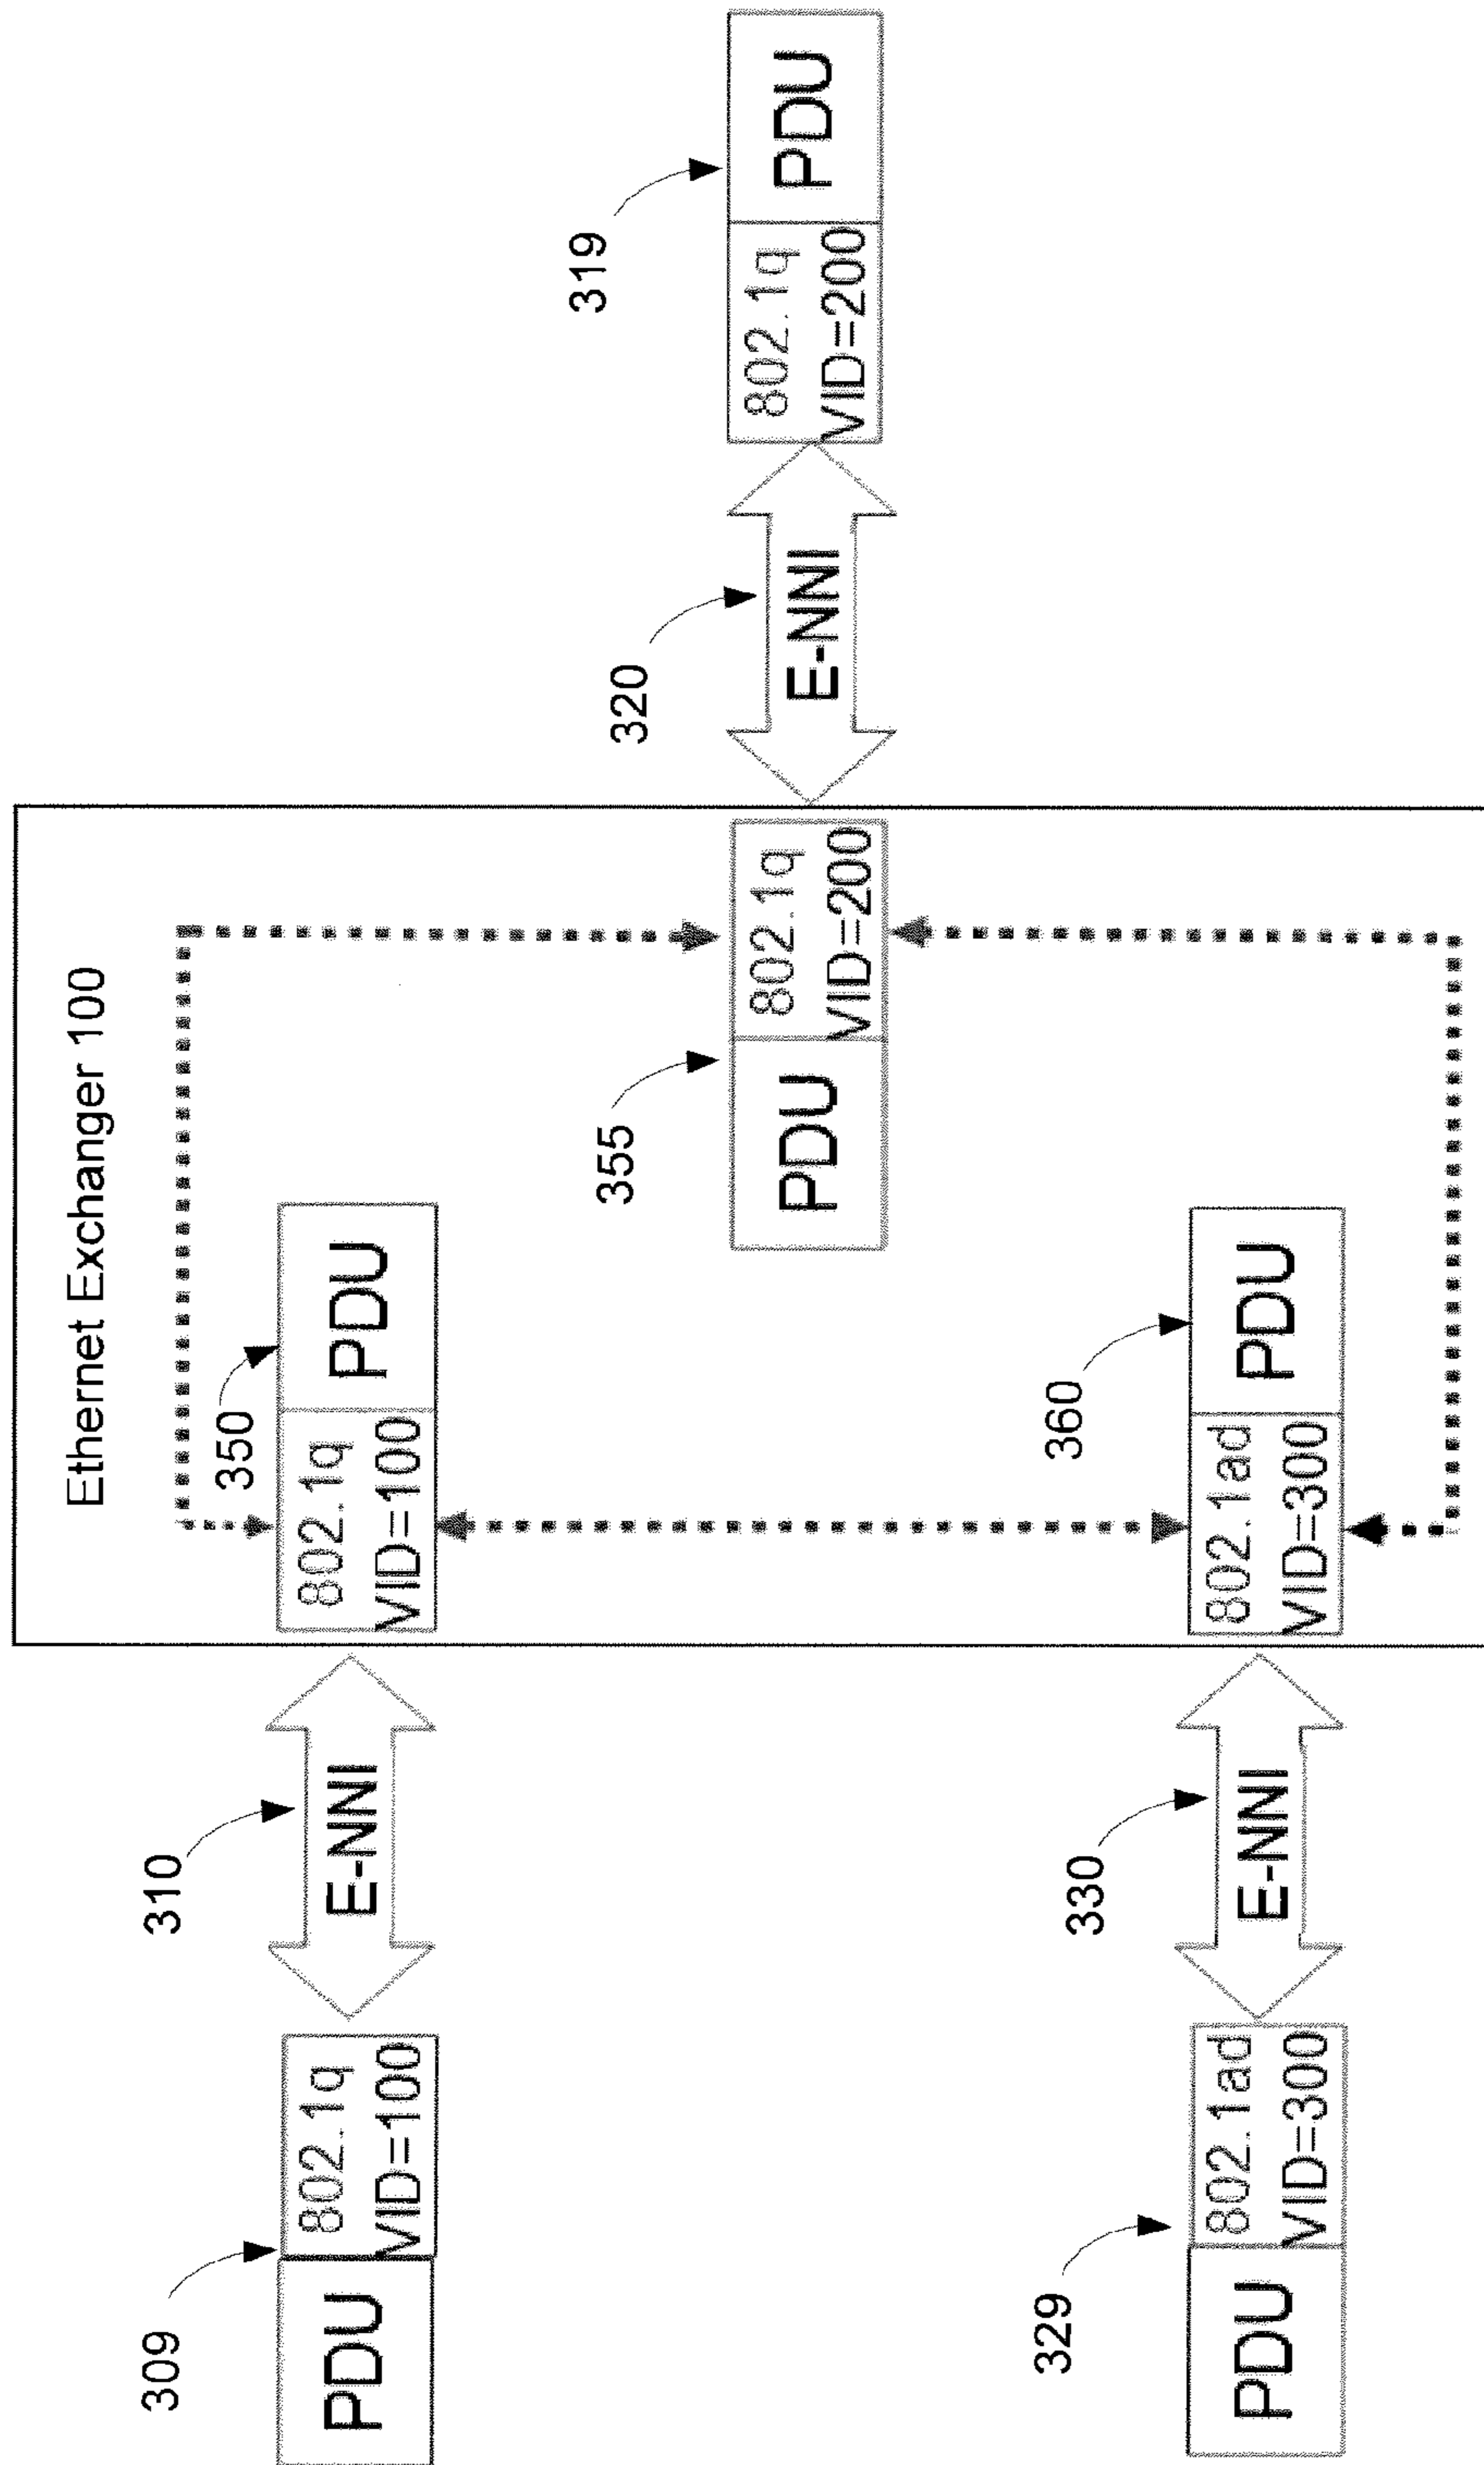 Ethernet Exchanger 100
309
PDU
802.1q
VID=100
310
E-NNI
350
802.1q
VID=100
PDU
355
PDU
802.1q
VID=200
320
E-NNI
319
802.1q
VID=200
PDU
329
PDU
802.1ad
VID=300
330
E-NNI
360
802.1ad
VID=300
PDU